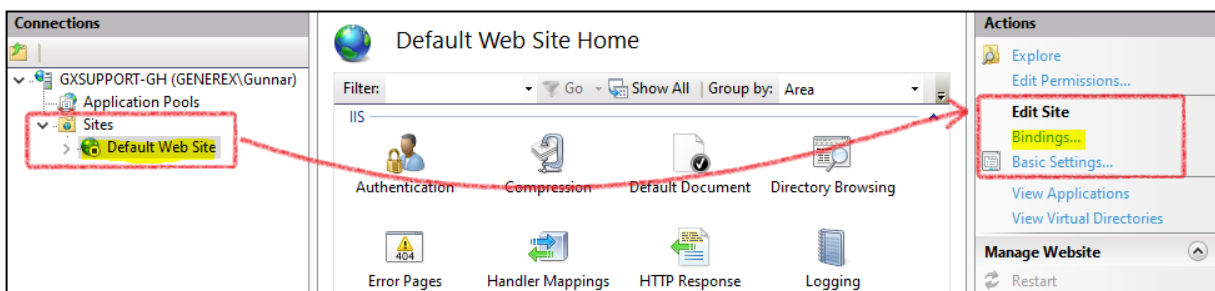 Connections
GXSUPPORT-GH (GENEREX\Gunnar)
Application Pools
Sites
Default Web Site
Default Web Site Home
Filter:
Go
Show All
Group by:
Area
IIS
Authentication
Compression
Default Document
Directory Browsing
404
Error Pages
Handler Mappings
HTTP Response
Logging
Actions
Explore
Edit Permissions...
Edit Site
Bindings...
Basic Settings...
View Applications
View Virtual Directories
Manage Website
Restart